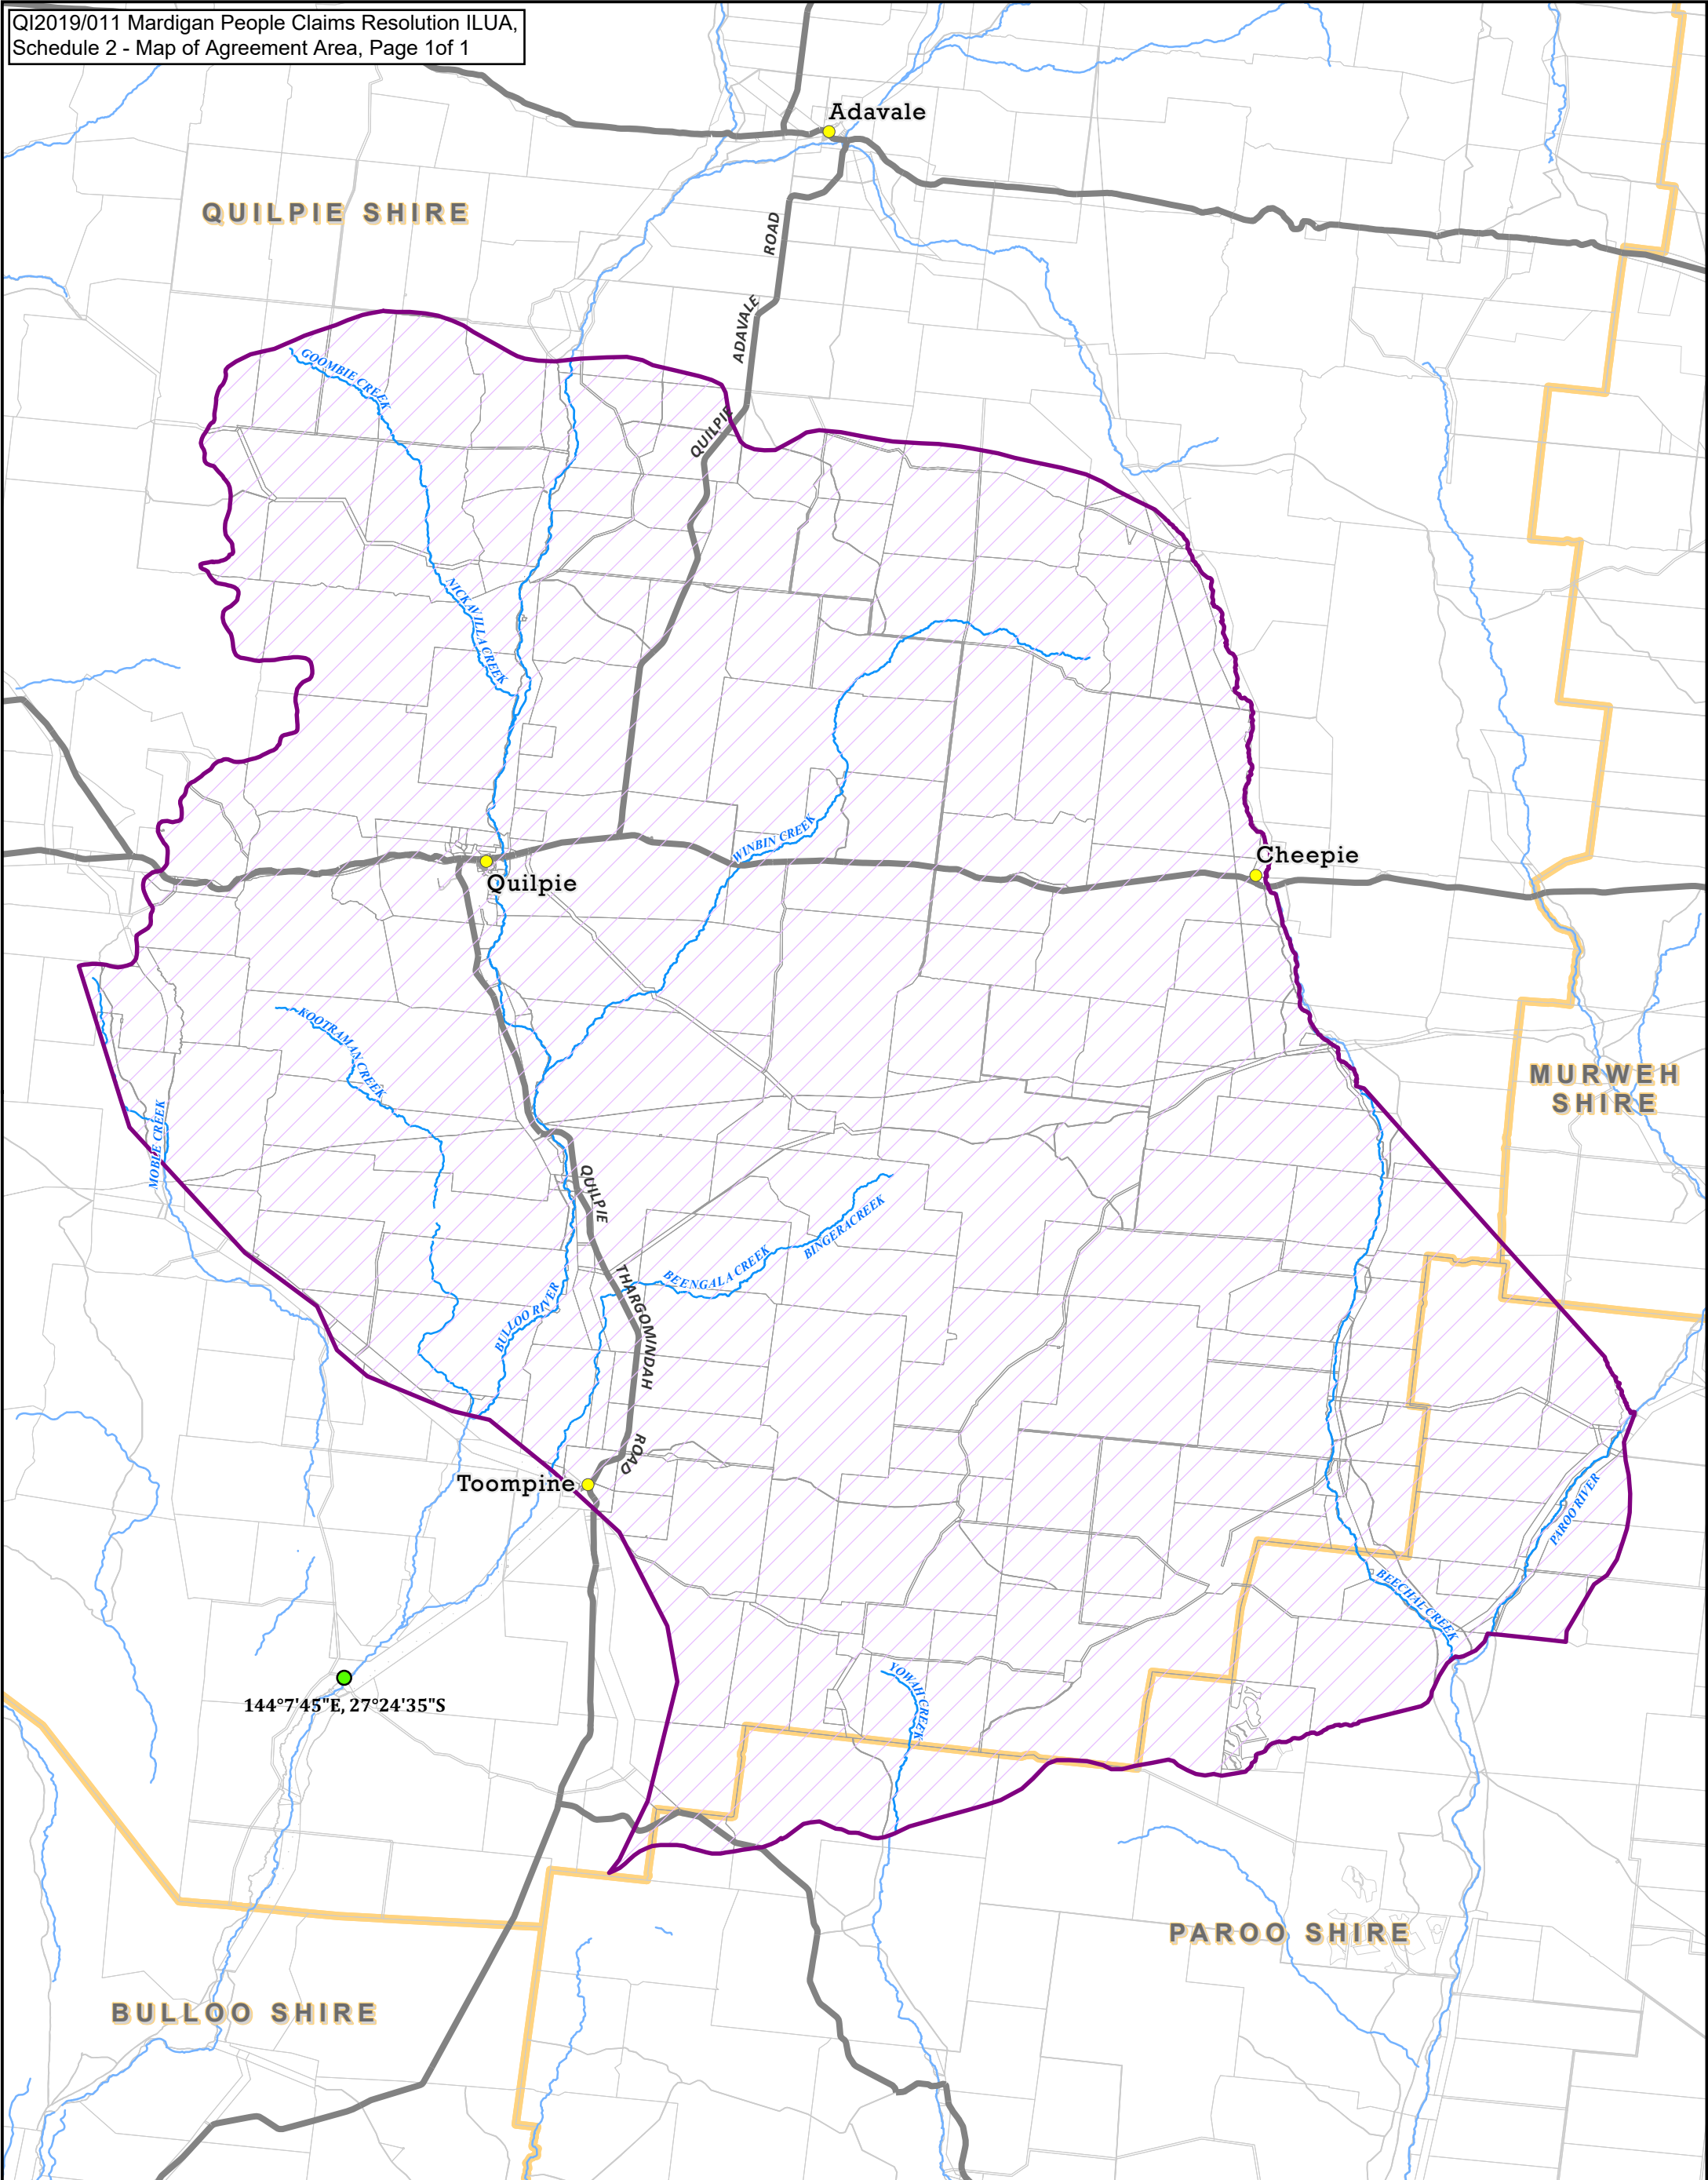 QI2019/011 Mardigan People Claims Resolution ILUA,
Schedule 2 - Map of Agreement Area, Page 1of 1
Adavale
QUILPIE SHIRE
ROAD
ADAVALE
QUILPIE
GOOMBIE CREEK
NICKAVILLA CREEK
WINBIN CREEK
Cheepie
Quilpie
KOOTRAMAN CREEK
MURWEH
SHIRE
MOBLE CREEK
QUILPIE
THARGOMINDAH
ROAD
BINGERA CREEK
BEENGALA CREEK
BULLOO RIVER
Toompine
PAROO RIVER
BEECHAL CREEK
YOWAH CREEK
144°7'45"E, 27°24'35"S
PAROO SHIRE
BULLOO SHIRE